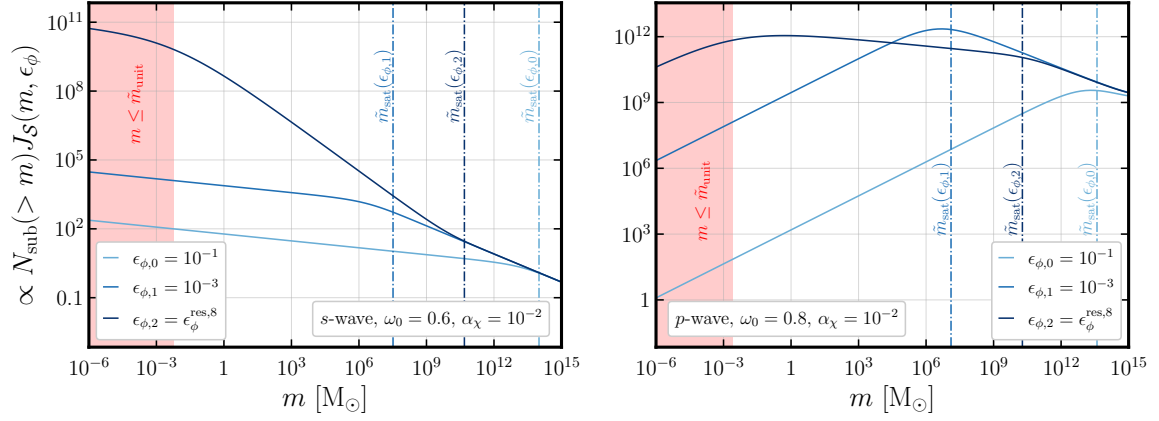 ∝ N_sub(> m) J_S(m, ϵ_ϕ)
10^11
10^8
10^5
10^2
0.1
m ≤ m̃_unit
m̃_sat(ϵ_ϕ,1)
m̃_sat(ϵ_ϕ,2)
m̃_sat(ϵ_ϕ,0)
ϵ_ϕ,0 = 10^−1
ϵ_ϕ,1 = 10^−3
ϵ_ϕ,2 = ϵ_ϕ^res,8
s-wave, ω_0 = 0.6, α_χ = 10^−2
10^−6 10^−3 1 10^3 10^6 10^9 10^12 10^15
m [M_⊙]
10^12
10^9
10^6
10^3
1
m ≤ m̃_unit
m̃_sat(ϵ_ϕ,1)
m̃_sat(ϵ_ϕ,2)
m̃_sat(ϵ_ϕ,0)
p-wave, ω_0 = 0.8, α_χ = 10^−2
ϵ_ϕ,0 = 10^−1
ϵ_ϕ,1 = 10^−3
ϵ_ϕ,2 = ϵ_ϕ^res,8
10^−6 10^−3 1 10^3 10^6 10^9 10^12 10^15
m [M_⊙]